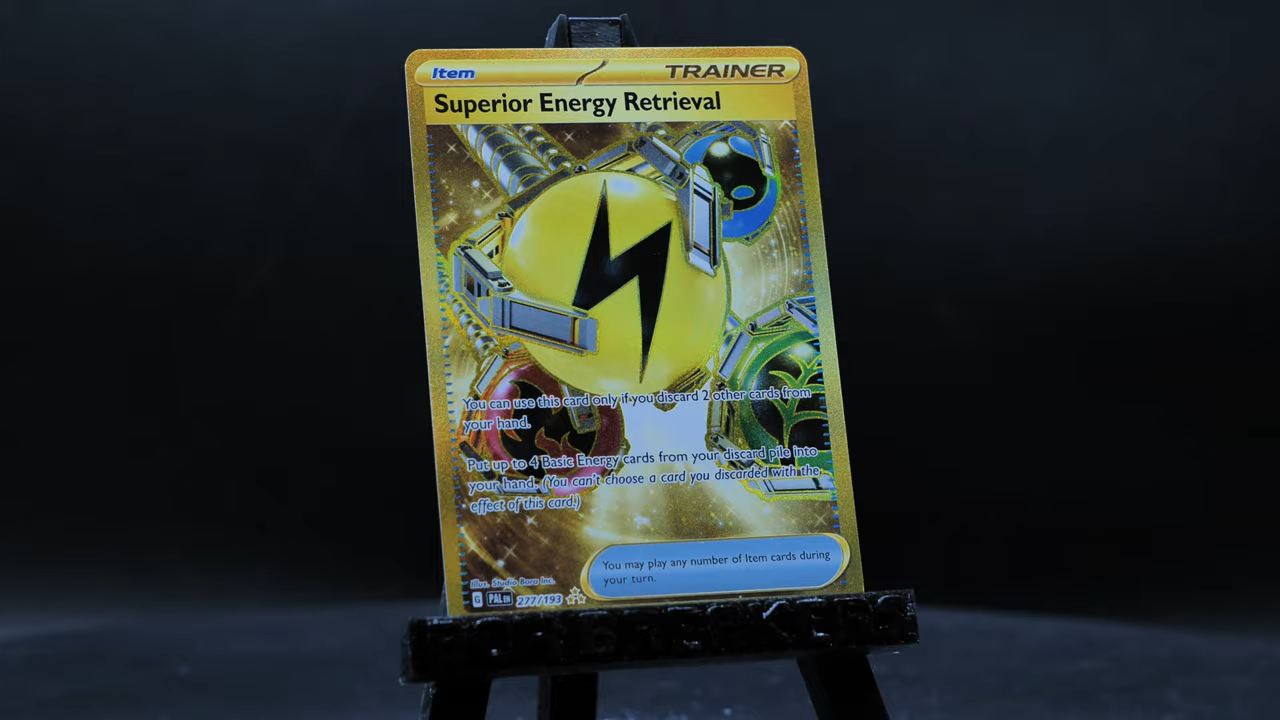 Item TRAINER
Superior Energy Retrieval
You can use this card only if you discard 2 other cards from
your hand.
Put up to 4 Basic Energy cards from your discard pile into
your hand. (You can't choose a card you discarded with the
effect of this card.)
You may play any number of Item cards during
your turn.
Illus. Studio Bora Inc.
G PAL EN 277/193